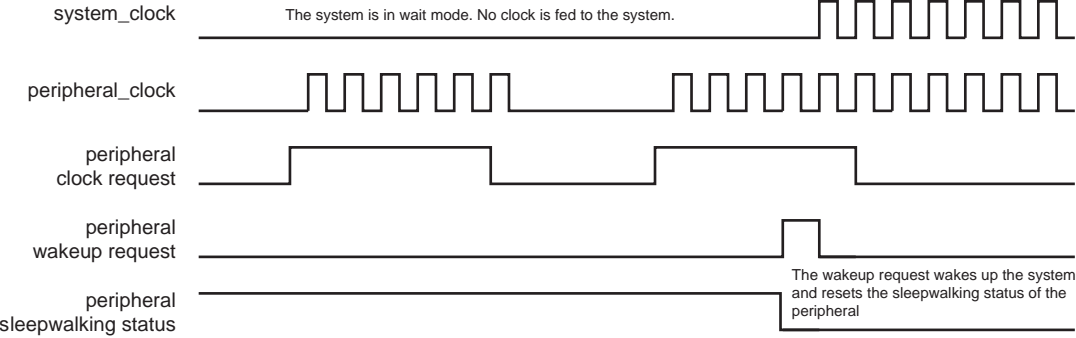 system_clock
The system is in wait mode. No clock is fed to the system.
peripheral_clock
peripheral
clock request
peripheral
wakeup request
The wakeup request wakes up the system
and resets the sleepwalking status of the
peripheral
peripheral
sleepwalking status